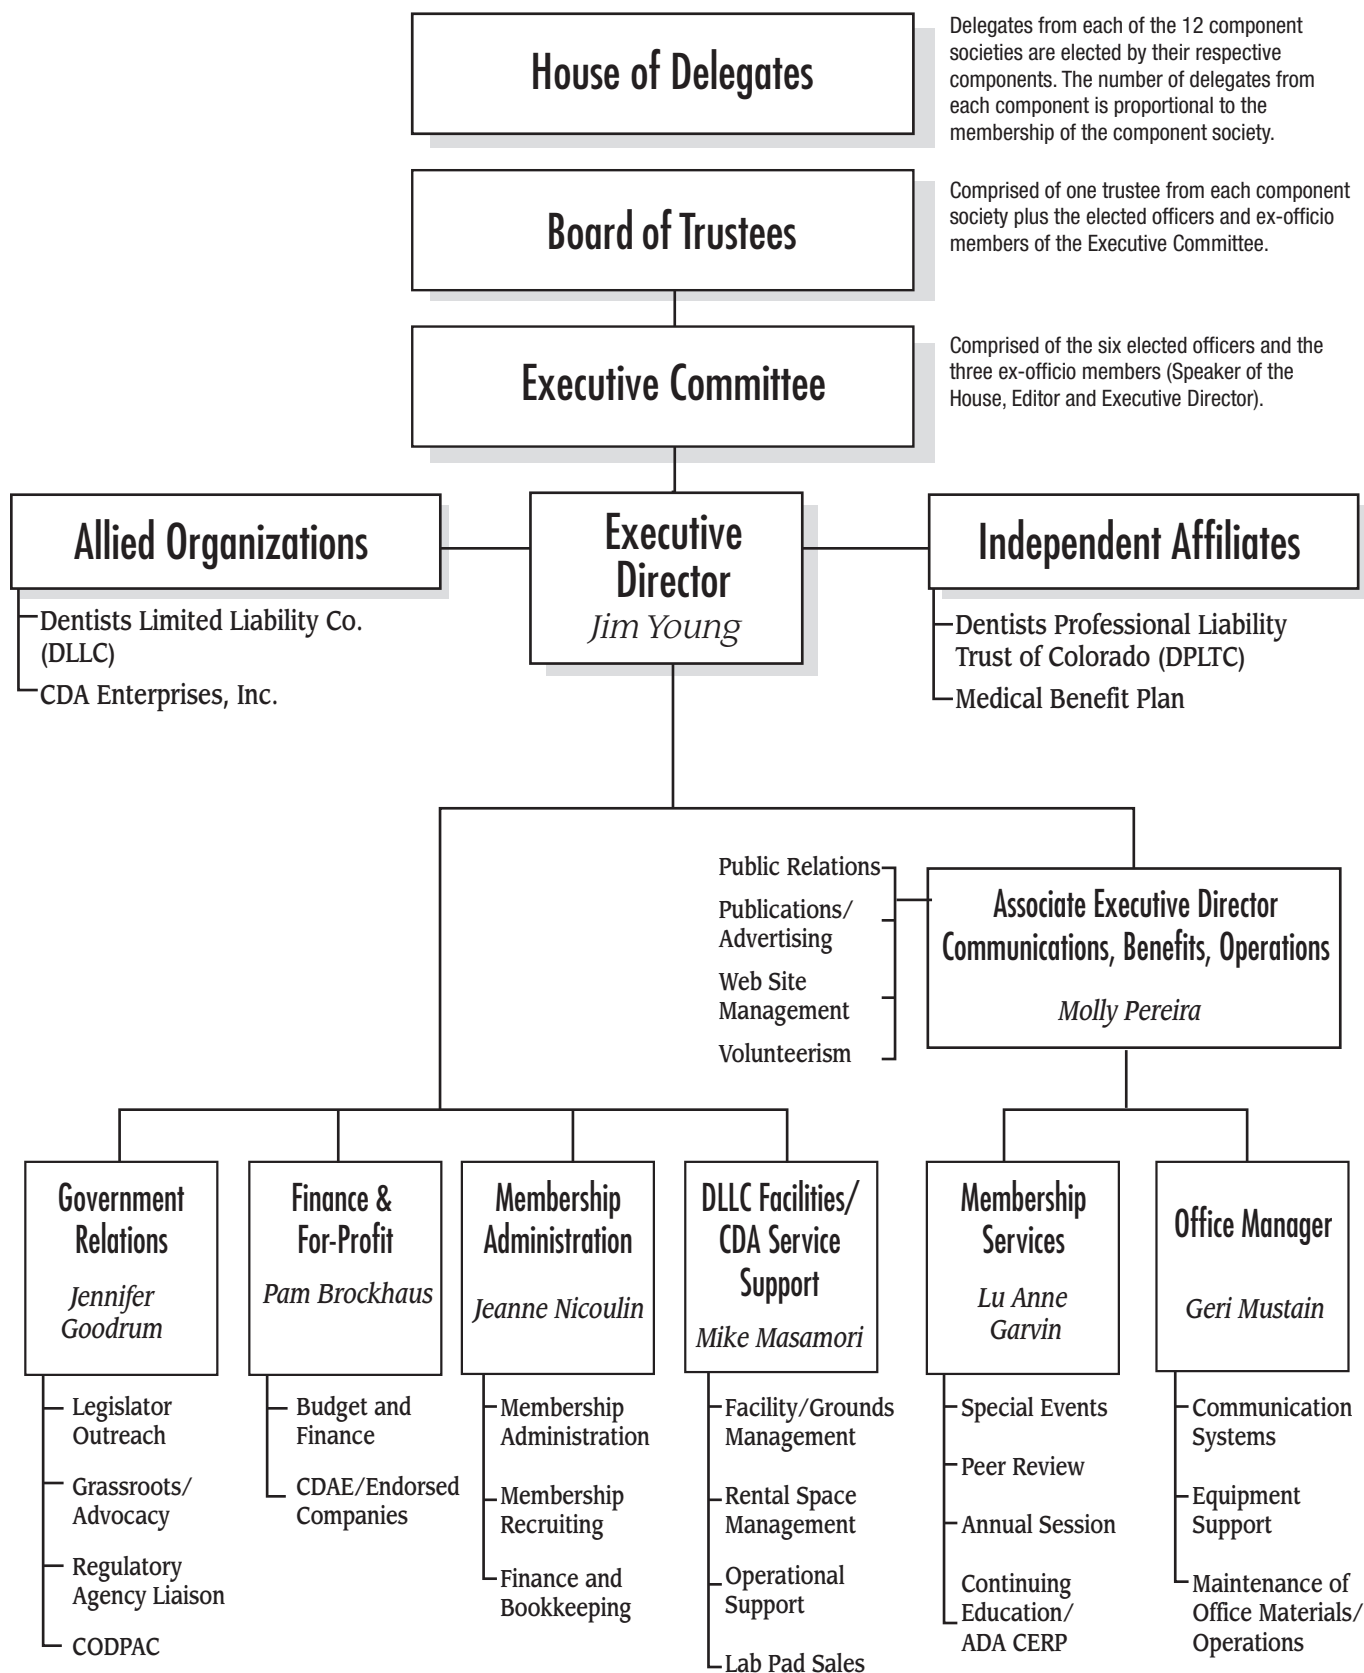 House of Delegates
Delegates from each of the 12 component
societies are elected by their respective
components. The number of delegates from
each component is proportional to the
membership of the component society.
Board of Trustees
Comprised of one trustee from each component
society plus the elected officers and ex-officio
members of the Executive Committee.
Executive Committee
Comprised of the six elected officers and the
three ex-officio members (Speaker of the
House, Editor and Executive Director).
Allied Organizations
Dentists Limited Liability Co.
(DLLC)
CDA Enterprises, Inc.
Executive
Director
Jim Young
Independent Affiliates
Dentists Professional Liability
Trust of Colorado (DPLTC)
Medical Benefit Plan
Public Relations
Publications/
Advertising
Web Site
Management
Volunteerism
Associate Executive Director
Communications, Benefits, Operations
Molly Pereira
Government
Relations
Jennifer
Goodrum
Legislator
Outreach
Grassroots/
Advocacy
Regulatory
Agency Liaison
CODPAC
Finance &
For-Profit
Pam Brockhaus
Budget and
Finance
CDAE/Endorsed
Companies
Membership
Administration
Jeanne Nicoulin
Membership
Administration
Membership
Recruiting
Finance and
Bookkeeping
DLLC Facilities/
CDA Service
Support
Mike Masamori
Facility/Grounds
Management
Rental Space
Management
Operational
Support
Lab Pad Sales
Membership
Services
Lu Anne
Garvin
Special Events
Peer Review
Annual Session
Continuing
Education/
ADA CERP
Office Manager
Geri Mustain
Communication
Systems
Equipment
Support
Maintenance of
Office Materials/
Operations